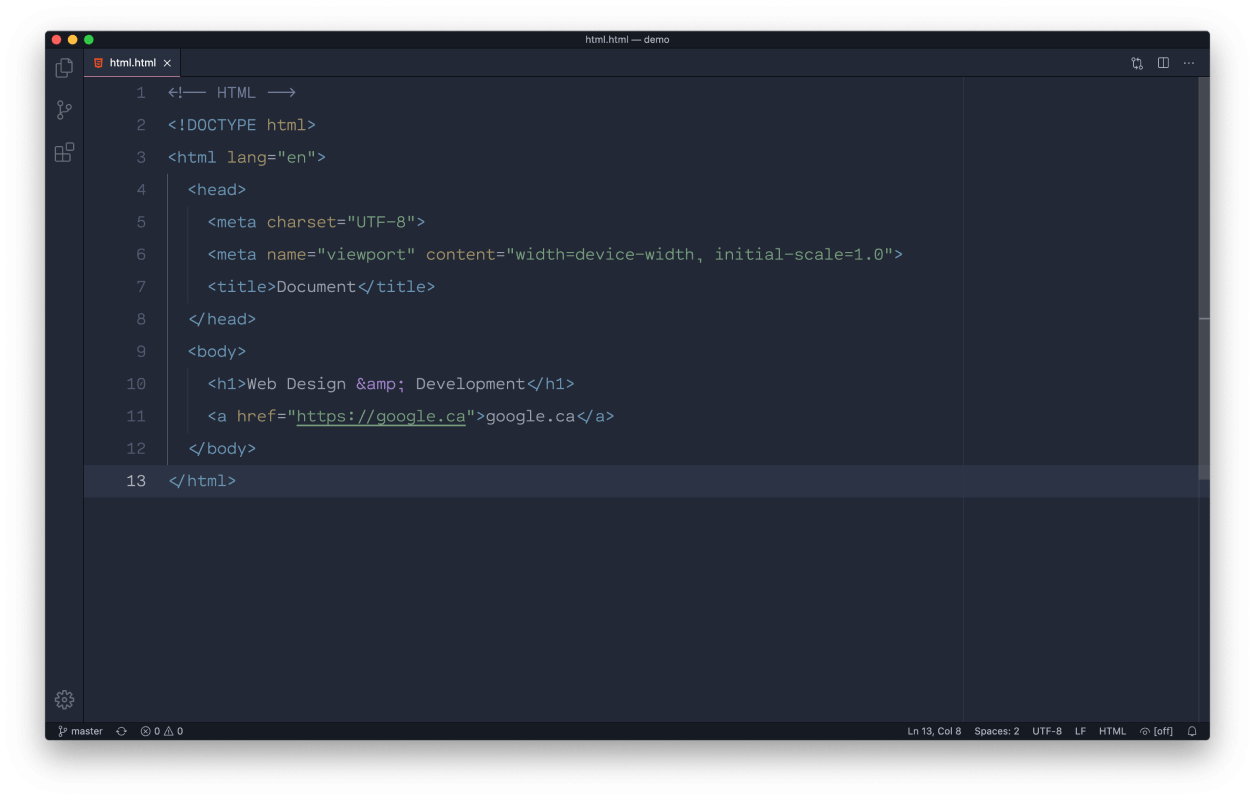 html.html — demo
html.html
1 <!-- HTML -->
2 <!DOCTYPE html>
3 <html lang="en">
4   <head>
5     <meta charset="UTF-8">
6     <meta name="viewport" content="width=device-width, initial-scale=1.0">
7     <title>Document</title>
8   </head>
9   <body>
10     <h1>Web Design &amp; Development</h1>
11     <a href="https://google.ca">google.ca</a>
12   </body>
13 </html>
master 0 0 Ln 13, Col 8 Spaces: 2 UTF-8 LF HTML [off]